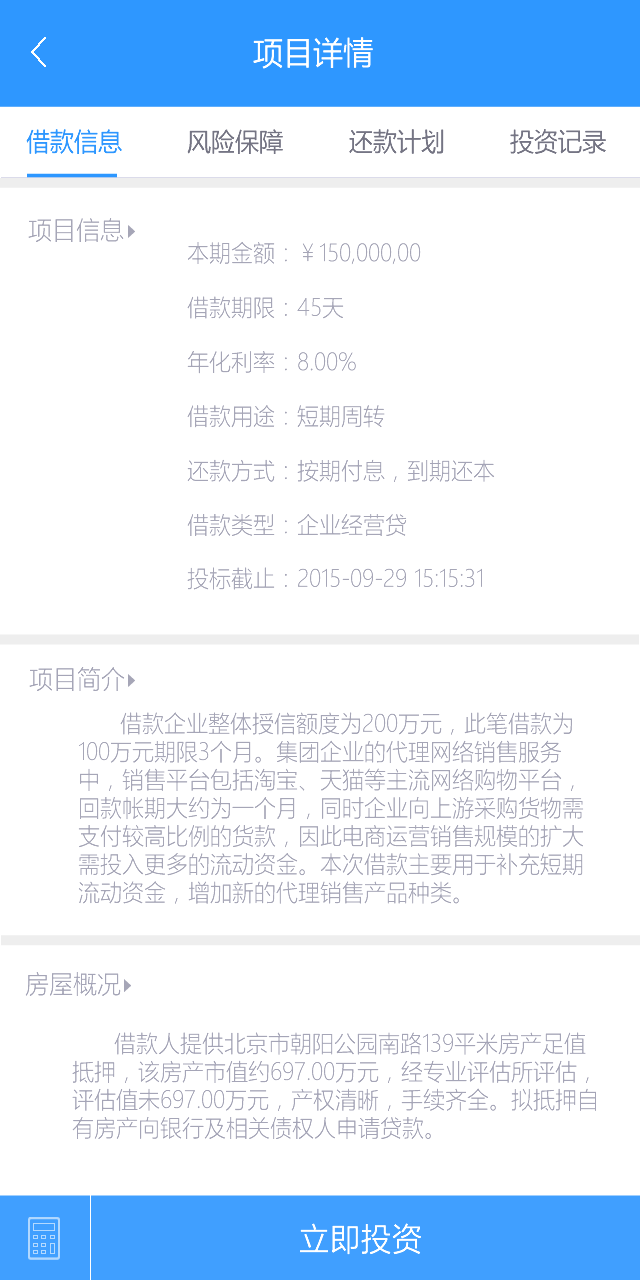 项目详情
借款信息 风险保障 还款计划 投资记录
项目信息
本期金额：￥150,000,00
借款期限：45天
年化利率：8.00%
借款用途：短期周转
还款方式：按期付息，到期还本
借款类型：企业经营贷
投标截止：2015-09-29 15:15:31
项目简介
借款企业整体授信额度为200万元，此笔借款为
100万元期限3个月。集团企业的代理网络销售服务
中，销售平台包括淘宝、天猫等主流网络购物平台，
回款帐期大约为一个月，同时企业向上游采购货物需
支付较高比例的货款，因此电商运营销售规模的扩大
需投入更多的流动资金。本次借款主要用于补充短期
流动资金，增加新的代理销售产品种类。
房屋概况
借款人提供北京市朝阳公园南路139平米房产足值
抵押，该房产市值约697.00万元，经专业评估所评估，
评估值未697.00万元，产权清晰，手续齐全。拟抵押自
有房产向银行及相关债权人申请贷款。
立即投资